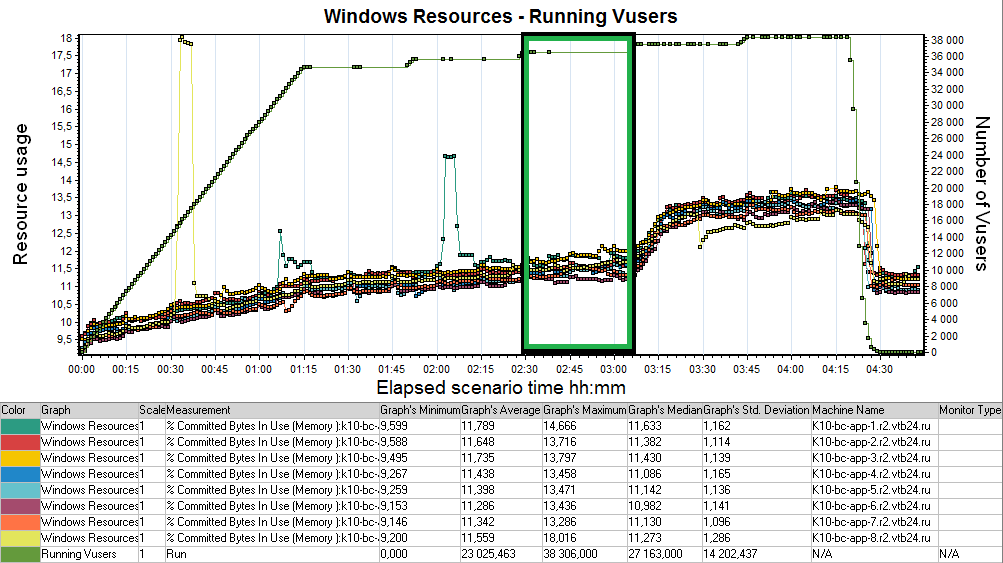 Windows Resources - Running Vusers
18
17,5
17
16,5
16
15,5
15
14,5
14
13,5
13
12,5
12
11,5
11
10,5
10
9,5
Resource usage
38 000
36 000
34 000
32 000
30 000
28 000
26 000
24 000
22 000
20 000
18 000
16 000
14 000
12 000
10 000
8 000
6 000
4 000
2 000
0
Number of Vusers
00:00 00:15 00:30 00:45 01:00 01:15 01:30 01:45 02:00 02:15 02:30 02:45 03:00 03:15 03:30 03:45 04:00 04:15 04:30
Elapsed scenario time hh:mm
Color Graph Scale Measurement Graph's Minimum Graph's Average Graph's Maximum Graph's Median Graph's Std. Deviation Machine Name Monitor Type
Windows Resources 1 % Committed Bytes In Use (Memory ):k10-bc- 9,599 11,789 14,666 11,633 1,162 K10-bc-app-1.r2.vtb24.ru
Windows Resources 1 % Committed Bytes In Use (Memory ):k10-bc- 9,588 11,648 13,716 11,382 1,114 K10-bc-app-2.r2.vtb24.ru
Windows Resources 1 % Committed Bytes In Use (Memory ):k10-bc- 9,495 11,735 13,797 11,430 1,139 K10-bc-app-3.r2.vtb24.ru
Windows Resources 1 % Committed Bytes In Use (Memory ):k10-bc- 9,267 11,438 13,458 11,086 1,165 K10-bc-app-4.r2.vtb24.ru
Windows Resources 1 % Committed Bytes In Use (Memory ):k10-bc- 9,259 11,398 13,471 11,142 1,136 K10-bc-app-5.r2.vtb24.ru
Windows Resources 1 % Committed Bytes In Use (Memory ):k10-bc- 9,153 11,286 13,436 10,982 1,141 K10-bc-app-6.r2.vtb24.ru
Windows Resources 1 % Committed Bytes In Use (Memory ):k10-bc- 9,146 11,342 13,286 11,130 1,096 K10-bc-app-7.r2.vtb24.ru
Windows Resources 1 % Committed Bytes In Use (Memory ):k10-bc- 9,200 11,559 18,016 11,273 1,286 K10-bc-app-8.r2.vtb24.ru
Running Vusers 1 Run 0,000 23 025,463 38 306,000 27 163,000 14 202,437 N/A N/A